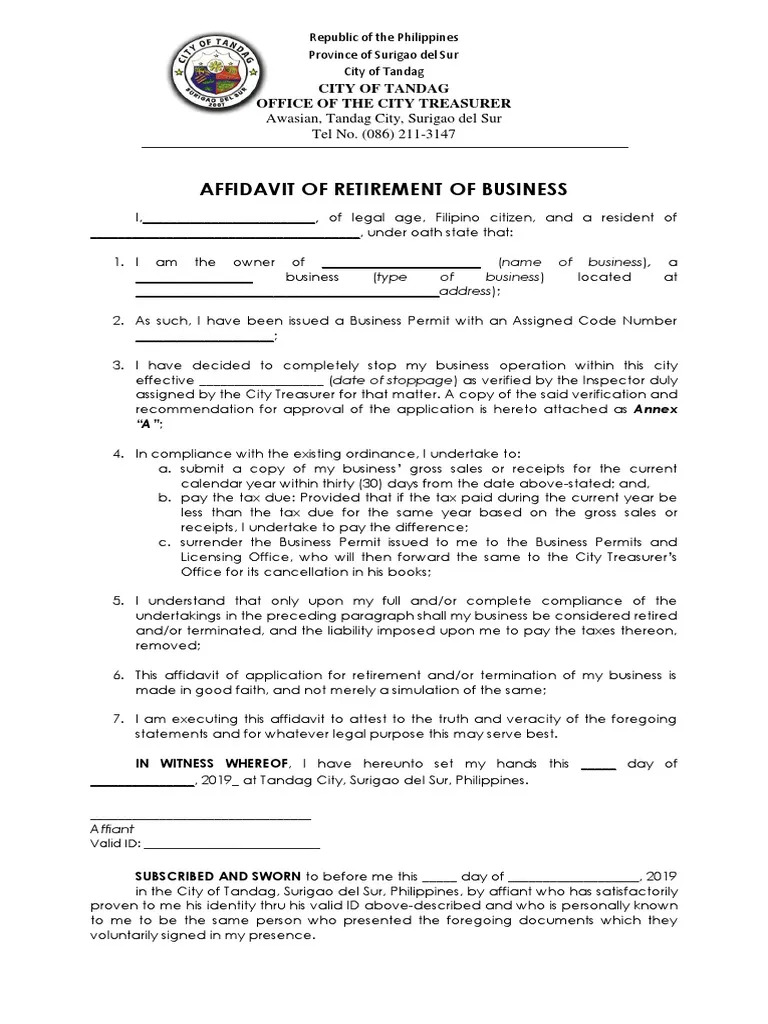 Republic of the Philippines
Province of Surigao del Sur
City of Tandag
CITY OF TANDAG
OFFICE OF THE CITY TREASURER
Awasian, Tandag City, Surigao del Sur
Tel No. (086) 211-3147
CITY OF TANDAG
SURIGAO DEL SUR
2007
AFFIDAVIT OF RETIREMENT OF BUSINESS
I,_________________________, of legal age, Filipino citizen, and a resident of
_______________________________________, under oath state that:
1. I am the owner of _______________________ (name of business), a
_________________ business (type of business) located at
____________________________________________address);
2. As such, I have been issued a Business Permit with an Assigned Code Number
____________________;
3. I have decided to completely stop my business operation within this city
effective __________________ (date of stoppage) as verified by the Inspector duly
assigned by the City Treasurer for that matter. A copy of the said verification and
recommendation for approval of the application is hereto attached as Annex
“A”;
4. In compliance with the existing ordinance, I undertake to:
a. submit a copy of my business’ gross sales or receipts for the current
calendar year within thirty (30) days from the date above-stated; and,
b. pay the tax due: Provided that if the tax paid during the current year be
less than the tax due for the same year based on the gross sales or
receipts, I undertake to pay the difference;
c. surrender the Business Permit issued to me to the Business Permits and
Licensing Office, who will then forward the same to the City Treasurer’s
Office for its cancellation in his books;
5. I understand that only upon my full and/or complete compliance of the
undertakings in the preceding paragraph shall my business be considered retired
and/or terminated, and the liability imposed upon me to pay the taxes thereon,
removed;
6. This affidavit of application for retirement and/or termination of my business is
made in good faith, and not merely a simulation of the same;
7. I am executing this affidavit to attest to the truth and veracity of the foregoing
statements and for whatever legal purpose this may serve best.
IN WITNESS WHEREOF, I have hereunto set my hands this _____ day of
_______________, 2019_ at Tandag City, Surigao del Sur, Philippines.
________________________________
Affiant
Valid ID: __________________________
SUBSCRIBED AND SWORN to before me this _____ day of ___________________, 2019
in the City of Tandag, Surigao del Sur, Philippines, by affiant who has satisfactorily
proven to me his identity thru his valid ID above-described and who is personally known
to me to be the same person who presented the foregoing documents which they
voluntarily signed in my presence.